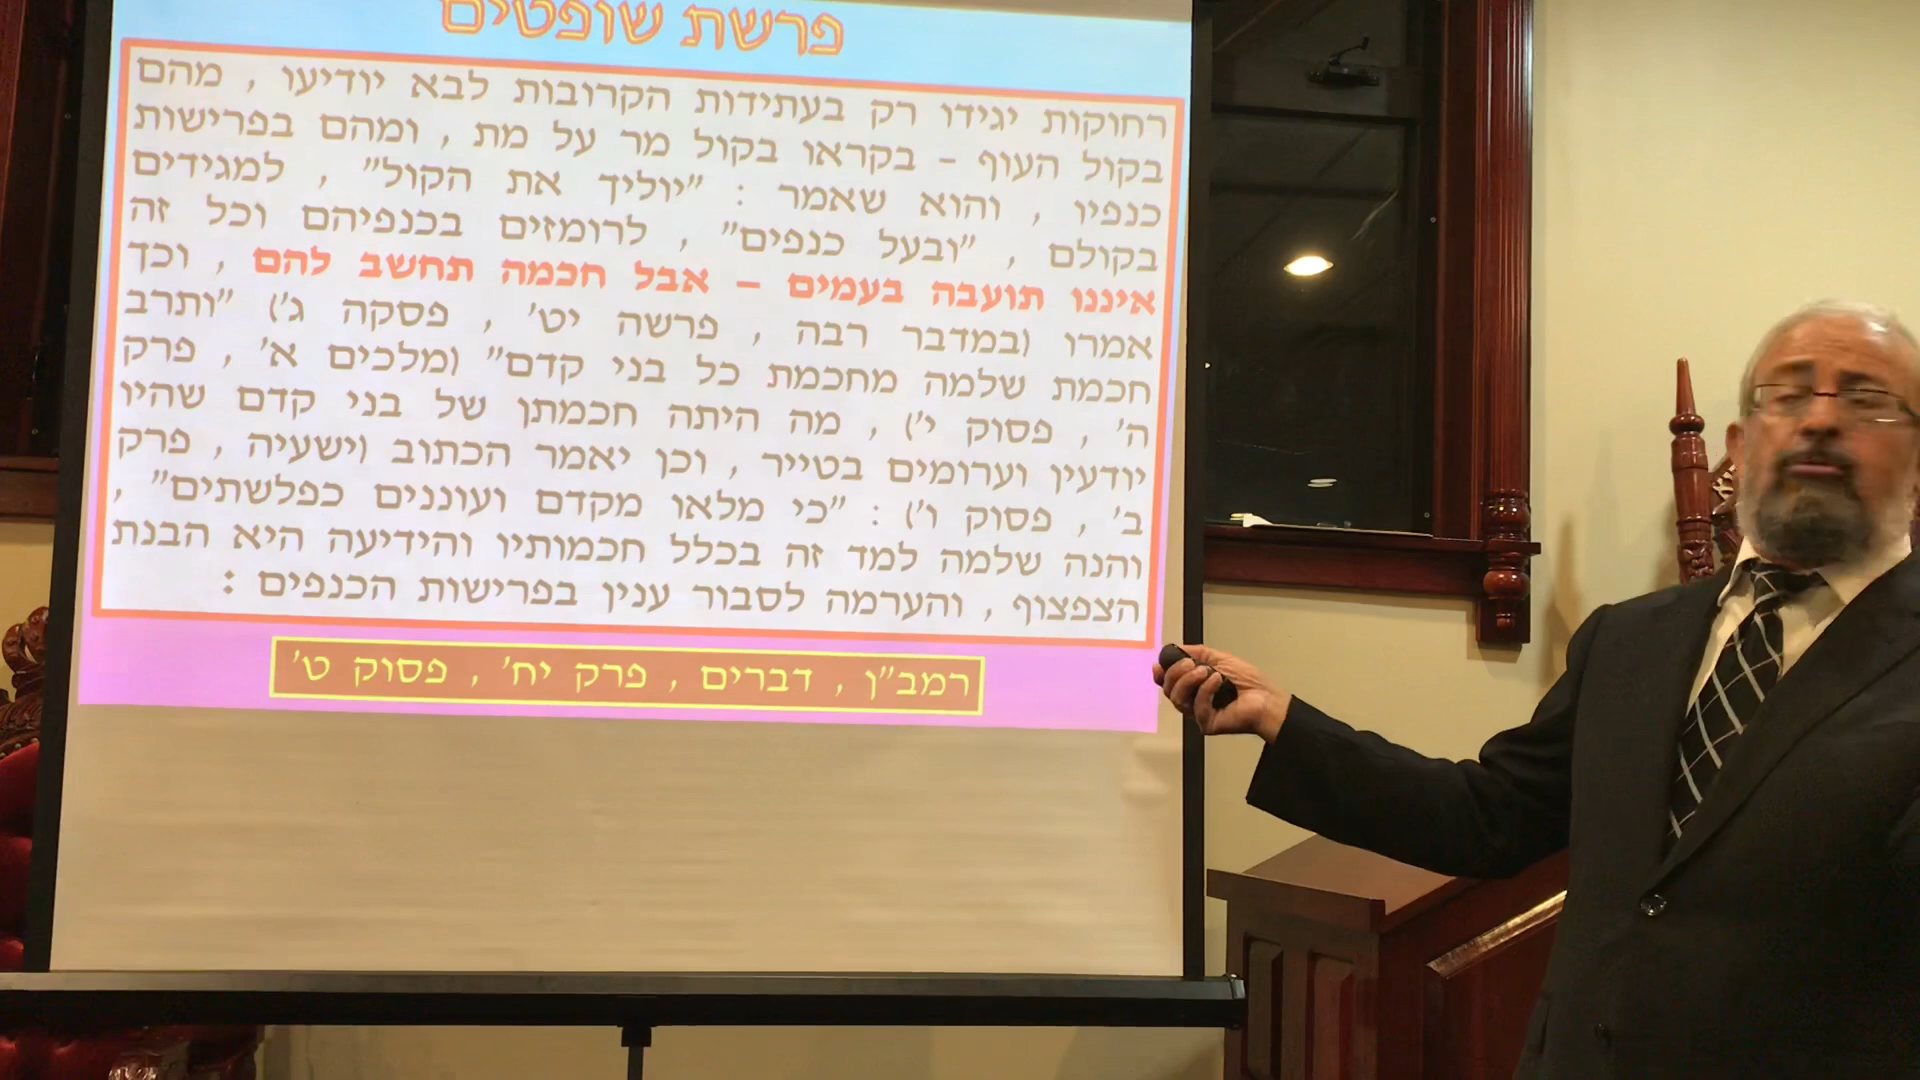 פרשת שופטים
רחוקות יגידו רק בעתידות הקרובות לבא יודיעו , מהם
בקול העוף - בקראו בקול מר על מת , ומהם בפרישות
כנפיו , והוא שאמר : "יוליך את הקול" , למגידים
בקולם , "ובעל כנפים" , לרומזים בכנפיהם וכל זה
איננו תועבה בעמים – אבל חכמה תחשב להם , וכך
אמרו (במדבר רבה , פרשה יט' , פסקה ג') "ותרב
חכמת שלמה מחכמת כל בני קדם" (מלכים א' , פרק
ה' , פסוק י') , מה היתה חכמתן של בני קדם שהיו
יודעין וערומים בטייר , וכן יאמר הכתוב (ישעיה , פרק
ב' , פסוק ו') : "כי מלאו מקדם ועוננים כפלשתים" ,
והנה שלמה למד זה בכלל חכמותיו והידיעה היא הבנת
הצפצוף , והערמה לסבור ענין בפרישות הכנפים :
רמב"ן , דברים , פרק יח' , פסוק ט'